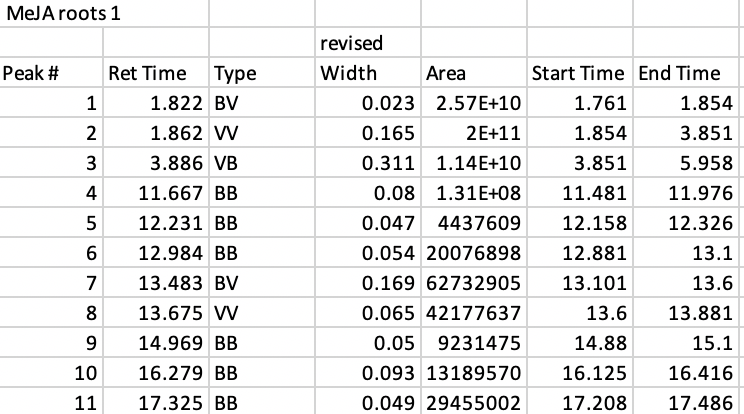 MeJA roots 1
revised
Peak # Ret Time Type Width Area Start Time End Time
1 1.822 BV 0.023 2.57E+10 1.761 1.854
2 1.862 VV 0.165 2E+11 1.854 3.851
3 3.886 VB 0.311 1.14E+10 3.851 5.958
4 11.667 BB 0.08 1.31E+08 11.481 11.976
5 12.231 BB 0.047 4437609 12.158 12.326
6 12.984 BB 0.054 20076898 12.881 13.1
7 13.483 BV 0.169 62732905 13.101 13.6
8 13.675 VV 0.065 42177637 13.6 13.881
9 14.969 BB 0.05 9231475 14.88 15.1
10 16.279 BB 0.093 13189570 16.125 16.416
11 17.325 BB 0.049 29455002 17.208 17.486